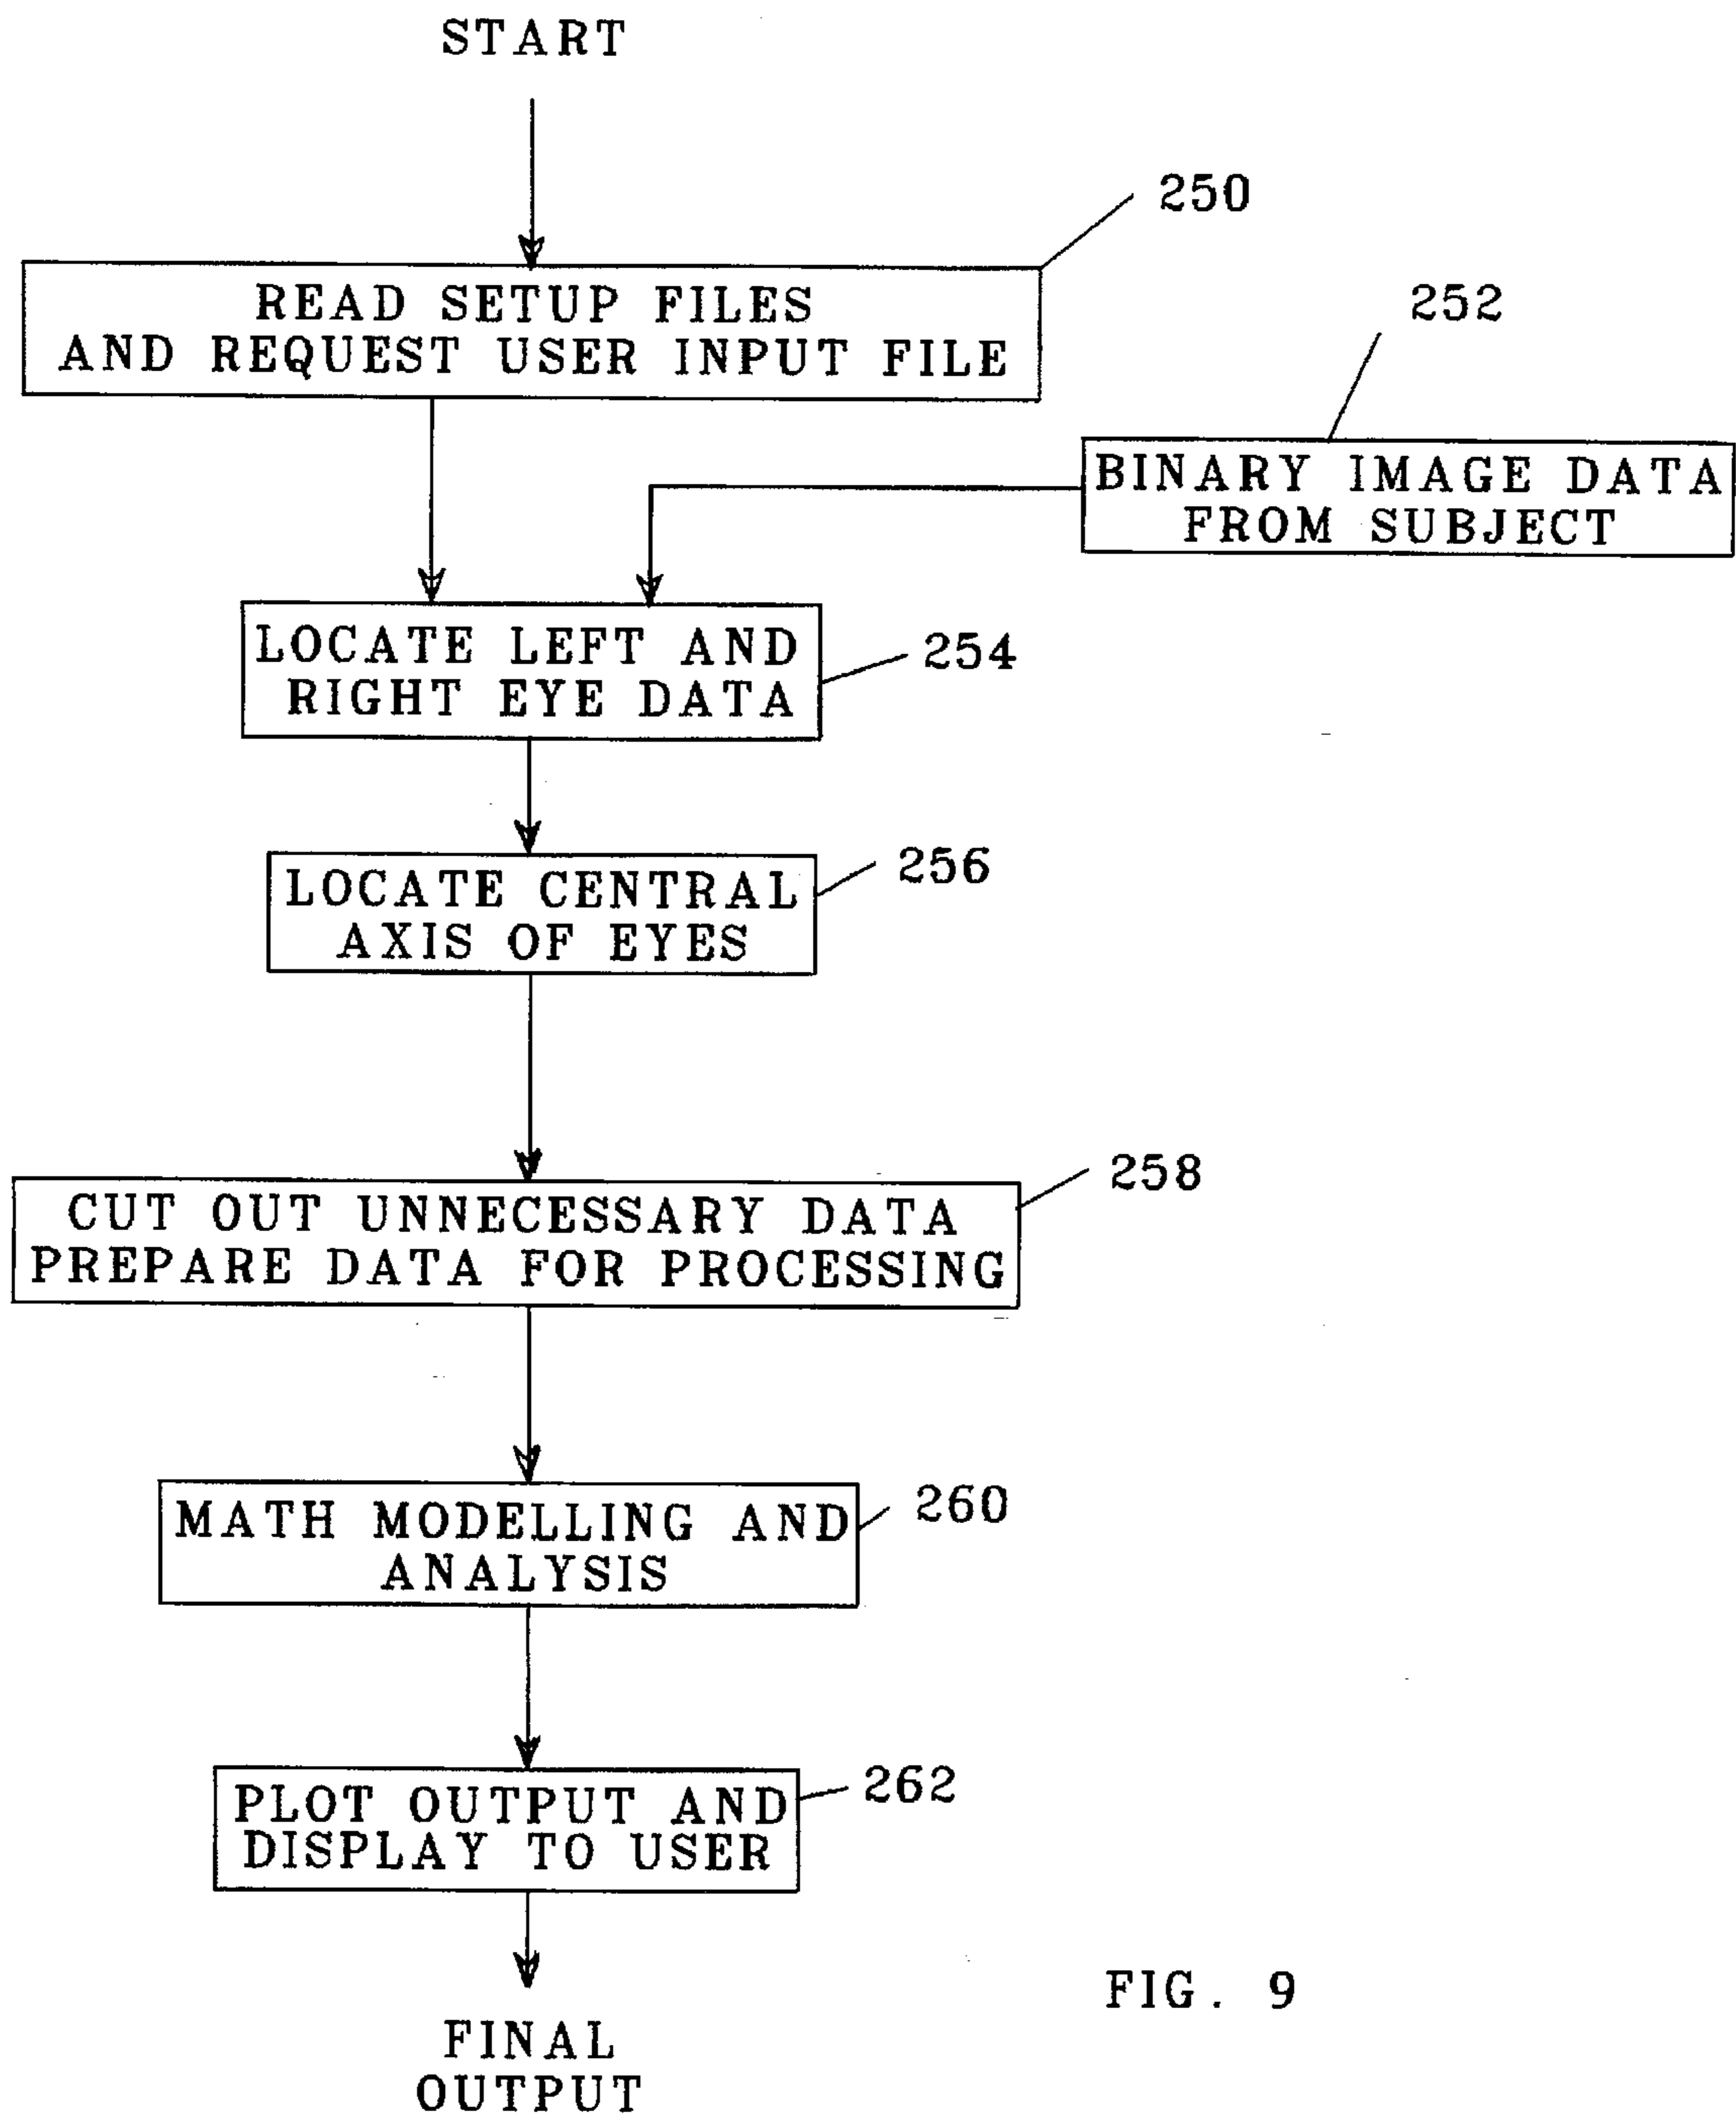 START
250
READ SETUP FILES
AND REQUEST USER INPUT FILE
252
BINARY IMAGE DATA
FROM SUBJECT
LOCATE LEFT AND
RIGHT EYE DATA
254
LOCATE CENTRAL
AXIS OF EYES
256
CUT OUT UNNECESSARY DATA
PREPARE DATA FOR PROCESSING
258
MATH MODELLING AND
ANALYSIS
260
PLOT OUTPUT AND
DISPLAY TO USER
262
FINAL
OUTPUT
FIG. 9